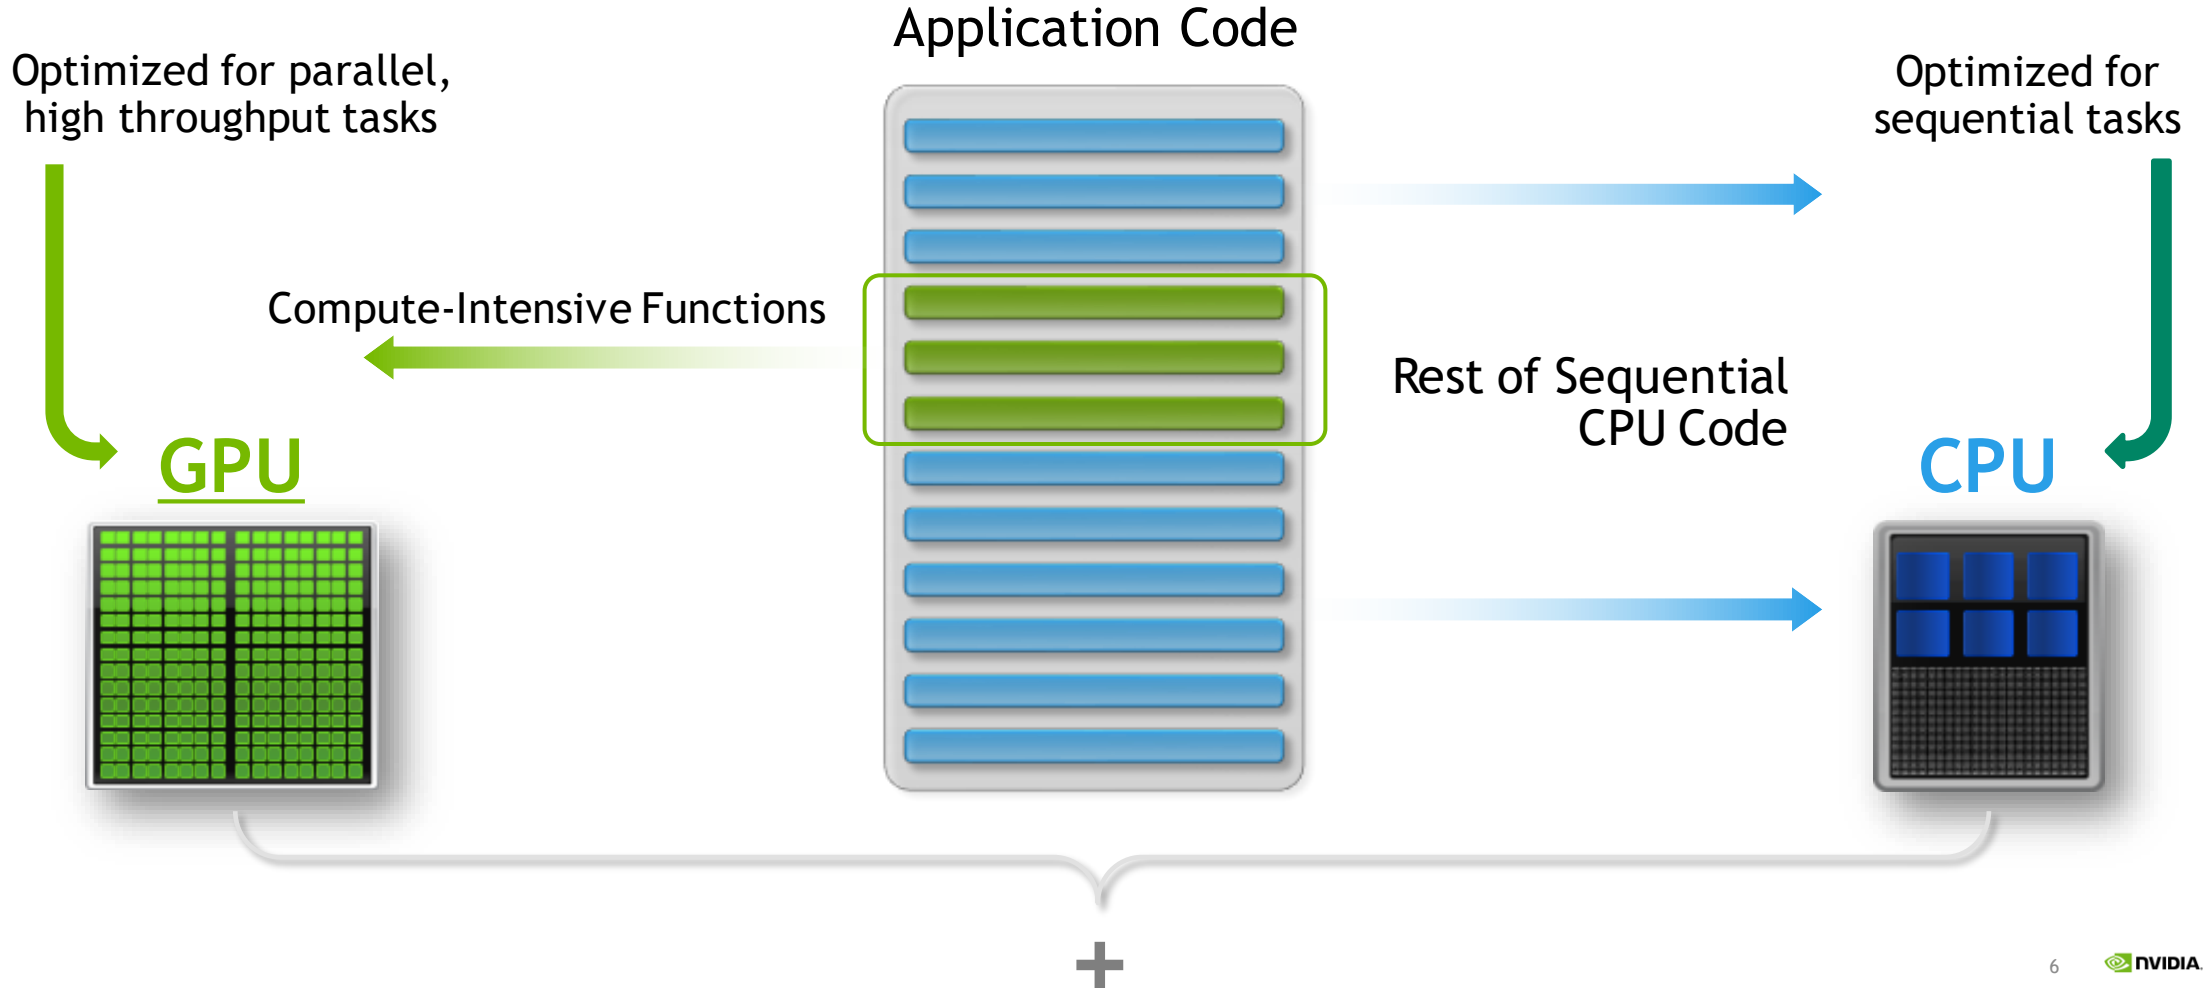 Application Code
Optimized for parallel,
high throughput tasks
Optimized for
sequential tasks
Compute-Intensive Functions
Rest of Sequential
CPU Code
GPU
CPU
+
6
NVIDIA.